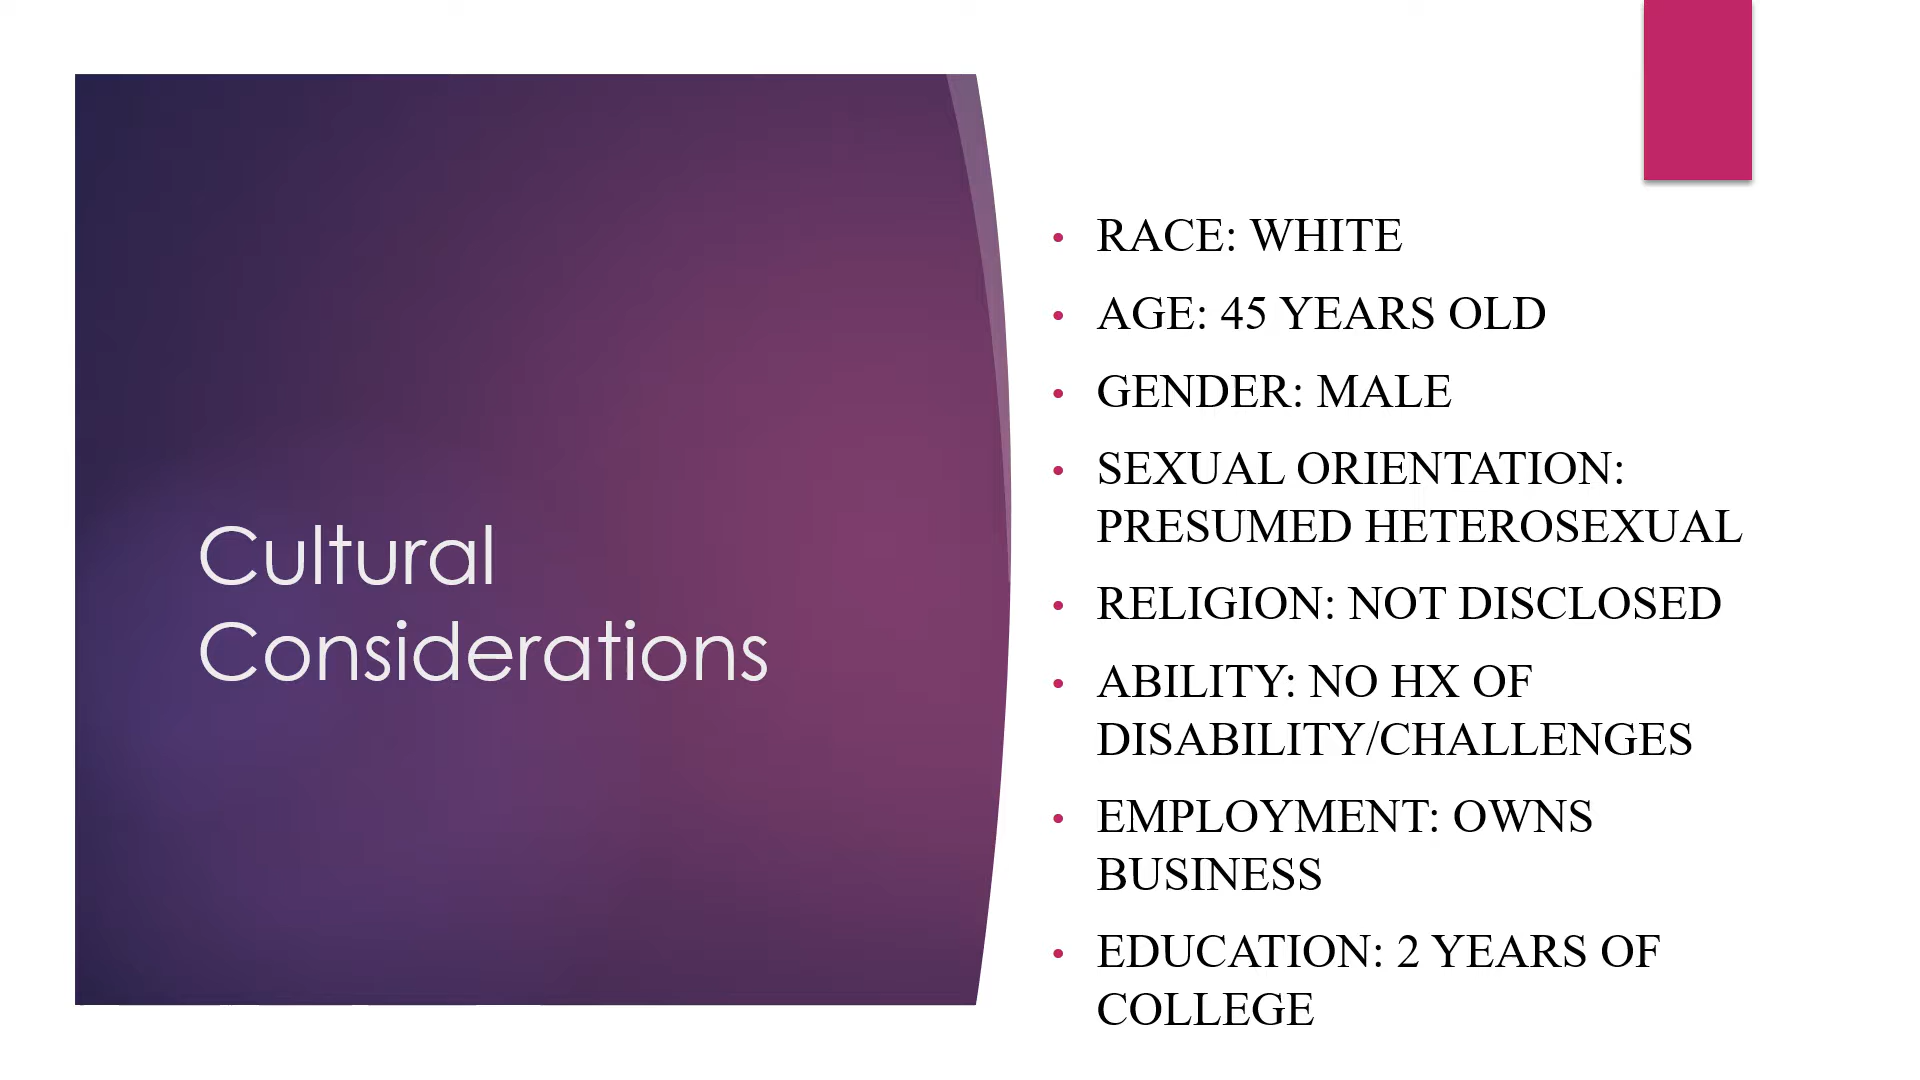 Cultural
Considerations
• RACE: WHITE
• AGE: 45 YEARS OLD
• GENDER: MALE
• SEXUAL ORIENTATION:
PRESUMED HETEROSEXUAL
• RELIGION: NOT DISCLOSED
• ABILITY: NO HX OF
DISABILITY/CHALLENGES
• EMPLOYMENT: OWNS
BUSINESS
• EDUCATION: 2 YEARS OF
COLLEGE